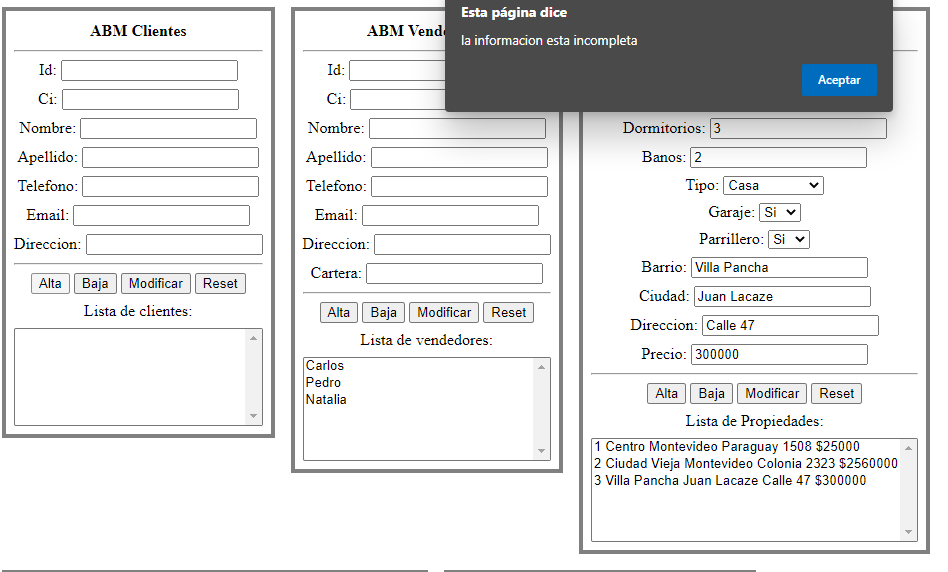 ABM Clientes
Id:
Ci:
Nombre:
Apellido:
Telefono:
Email:
Direccion:
Alta Baja Modificar Reset
Lista de clientes:
ABM
Id:
Ci:
Nombre:
Apellido:
Telefono:
Email:
Direccion:
Cartera:
Alta Baja Modificar Reset
Lista de vendedores:
Carlos
Pedro
Natalia
Esta página dice
la informacion esta incompleta
Aceptar
Dormitorios: 3
Banos: 2
Tipo: Casa
Garaje: Si
Parrillero: Si
Barrio: Villa Pancha
Ciudad: Juan Lacaze
Direccion: Calle 47
Precio: 300000
Alta Baja Modificar Reset
Lista de Propiedades:
1 Centro Montevideo Paraguay 1508 $25000
2 Ciudad Vieja Montevideo Colonia 2323 $2560000
3 Villa Pancha Juan Lacaze Calle 47 $300000